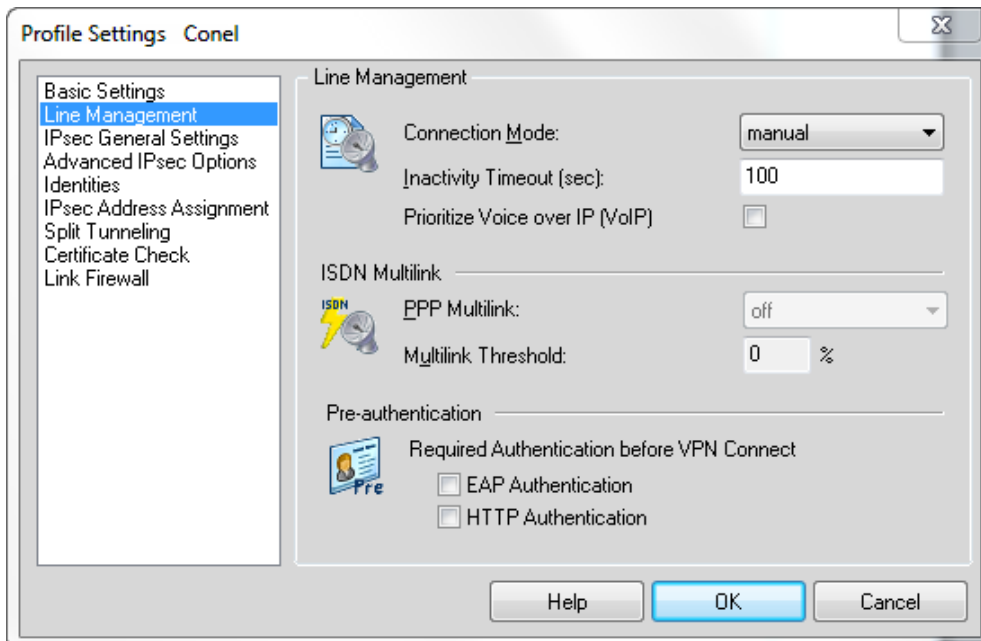 Profile Settings Conel
Basic Settings
Line Management
IPsec General Settings
Advanced IPsec Options
Identities
IPsec Address Assignment
Split Tunneling
Certificate Check
Link Firewall
Line Management
Connection Mode: manual
Inactivity Timeout (sec): 100
Prioritize Voice over IP (VoIP)
ISDN Multilink
ISDN
PPP Multilink: off
Multilink Threshold: 0 %
Pre-authentication
Required Authentication before VPN Connect
Pre
EAP Authentication
HTTP Authentication
Help OK Cancel